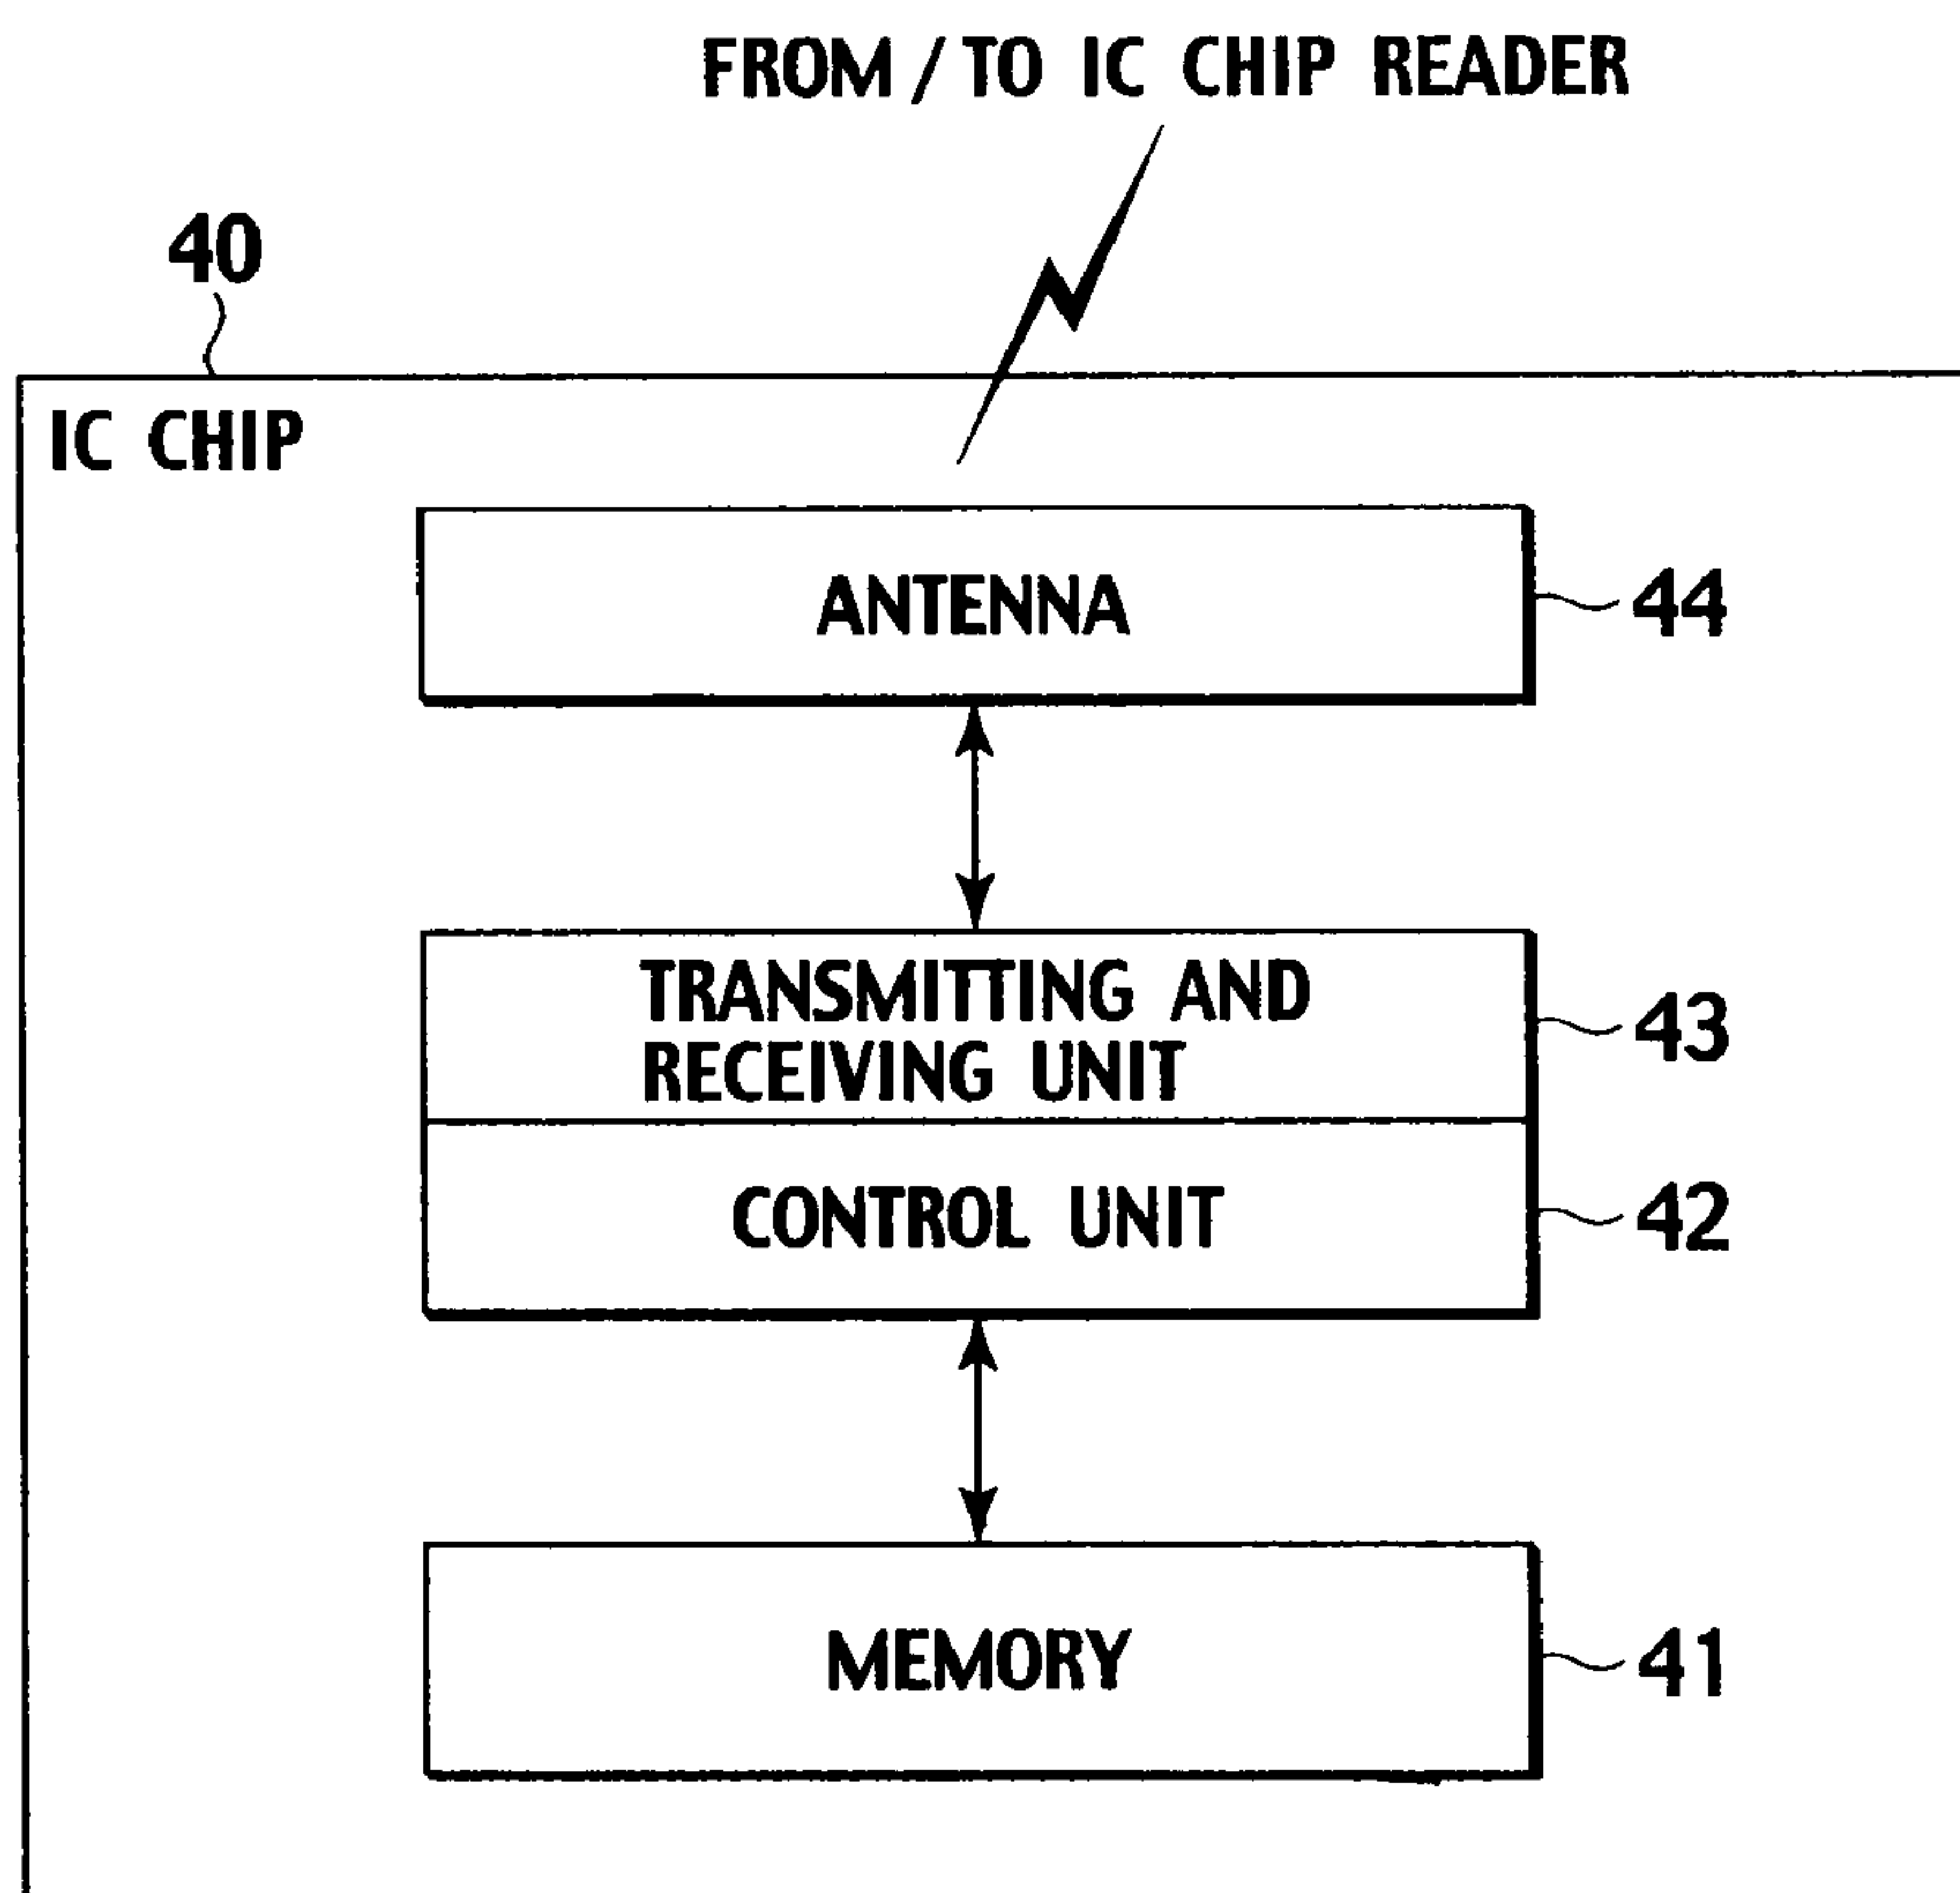 FROM / TO IC CHIP READER
40
IC CHIP
ANTENNA
44
TRANSMITTING AND
RECEIVING UNIT
43
CONTROL UNIT
42
MEMORY
41